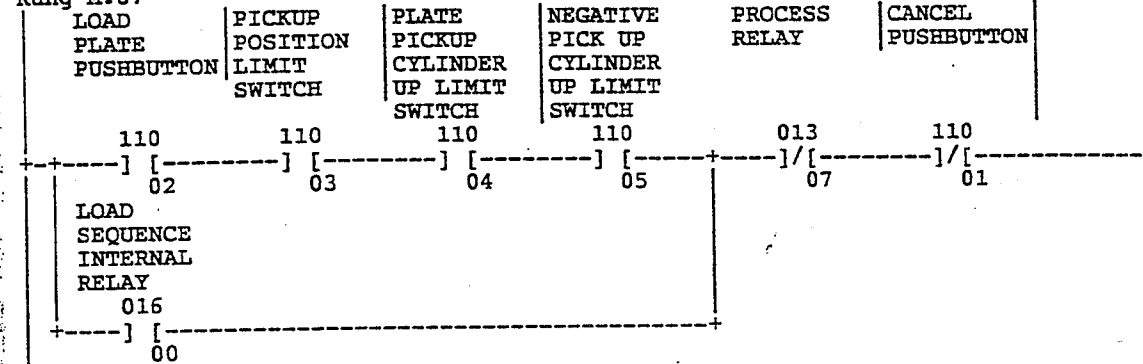 LOAD PICKUP PLATE NEGATIVE PROCESS CANCEL
PLATE POSITION PICKUP PICK UP RELAY PUSHBUTTON
PUSHBUTTON LIMIT CYLINDER CYLINDER
SWITCH UP LIMIT UP LIMIT
SWITCH SWITCH
110 110 110 110 013 110
+-+----] [---------] [--------] [--------] [-----+----]/[--------]/[------------
02 03 04 05 07 01
LOAD
SEQUENCE
INTERNAL
RELAY
016
+----] [--------------------------------------+
00